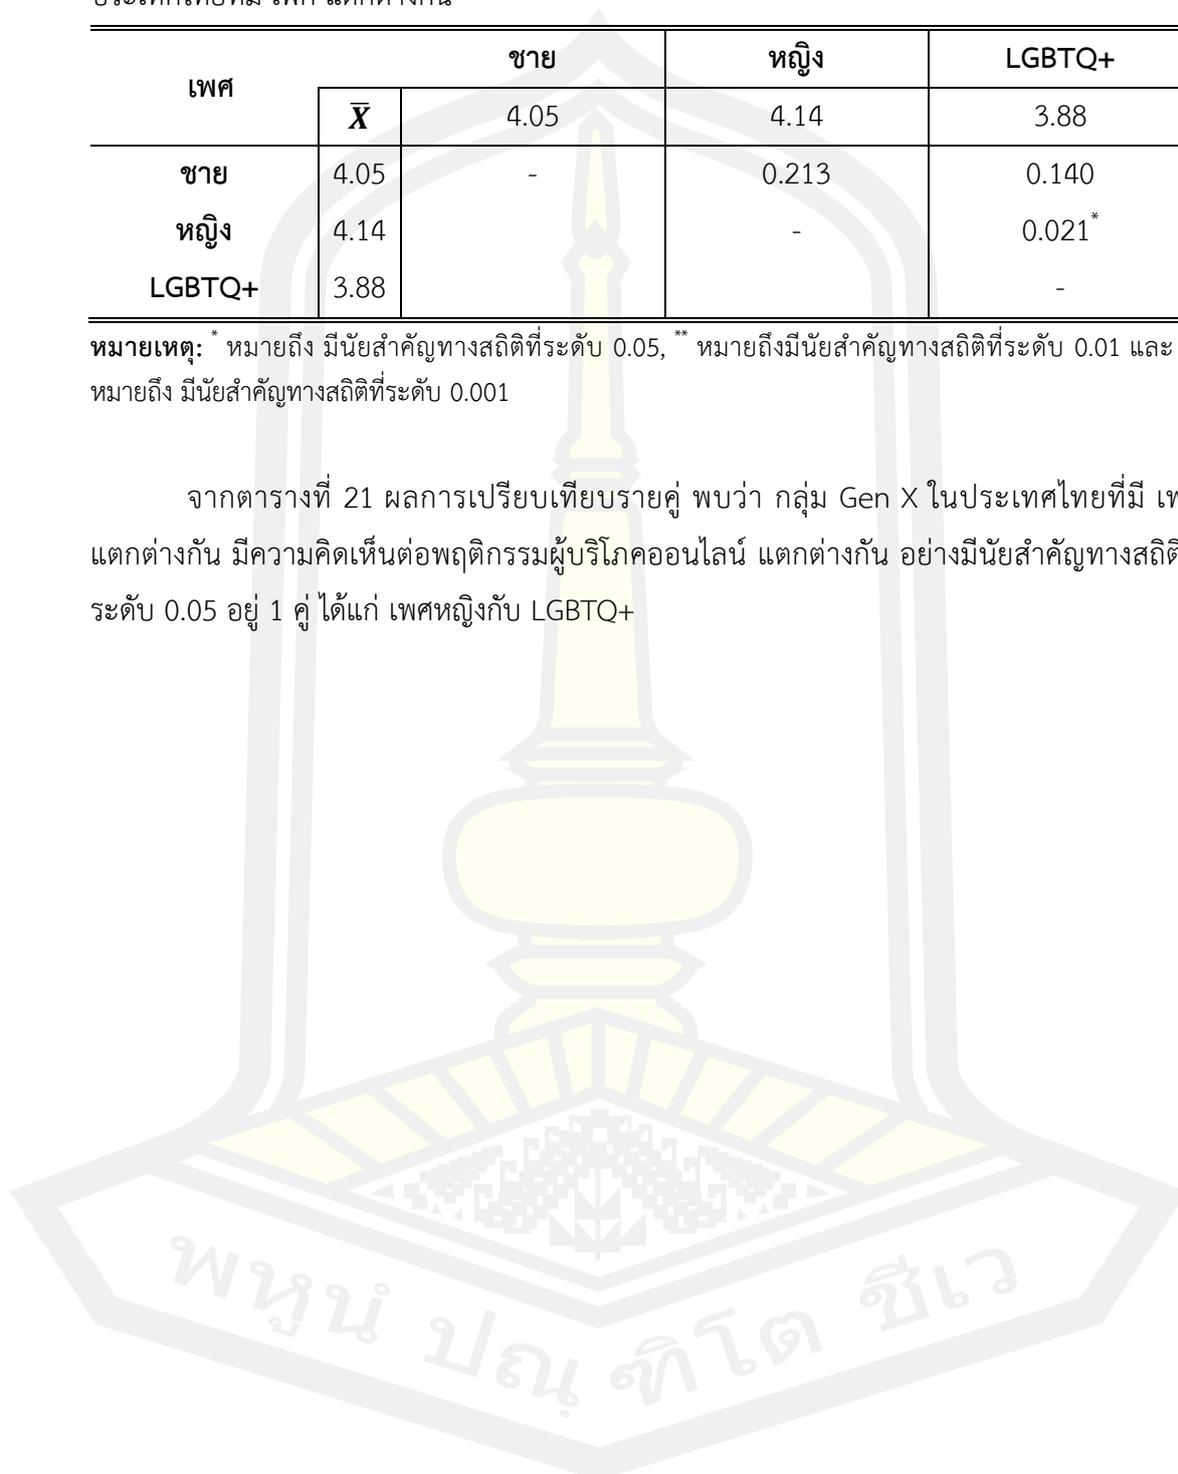 ชาย หญิง LGBTQ+
เพศ
X̄ 4.05 4.14 3.88
ชาย 4.05 - 0.213 0.140
หญิง 4.14 - 0.021*
LGBTQ+ 3.88 -
หมายเหตุ: * หมายถึง มีนัยสำคัญทางสถิติที่ระดับ 0.05, ** หมายถึงมีนัยสำคัญทางสถิติที่ระดับ 0.01 และ
หมายถึง มีนัยสำคัญทางสถิติที่ระดับ 0.001
จากตารางที่ 21 ผลการเปรียบเทียบรายคู่ พบว่า กลุ่ม Gen X ในประเทศไทยที่มี เพ
แตกต่างกัน มีความคิดเห็นต่อพฤติกรรมผู้บริโภคออนไลน์ แตกต่างกัน อย่างมีนัยสำคัญทางสถิติ
ระดับ 0.05 อยู่ 1 คู่ ได้แก่ เพศหญิงกับ LGBTQ+
พหูนํ ปณฺฑิโต ชีเว